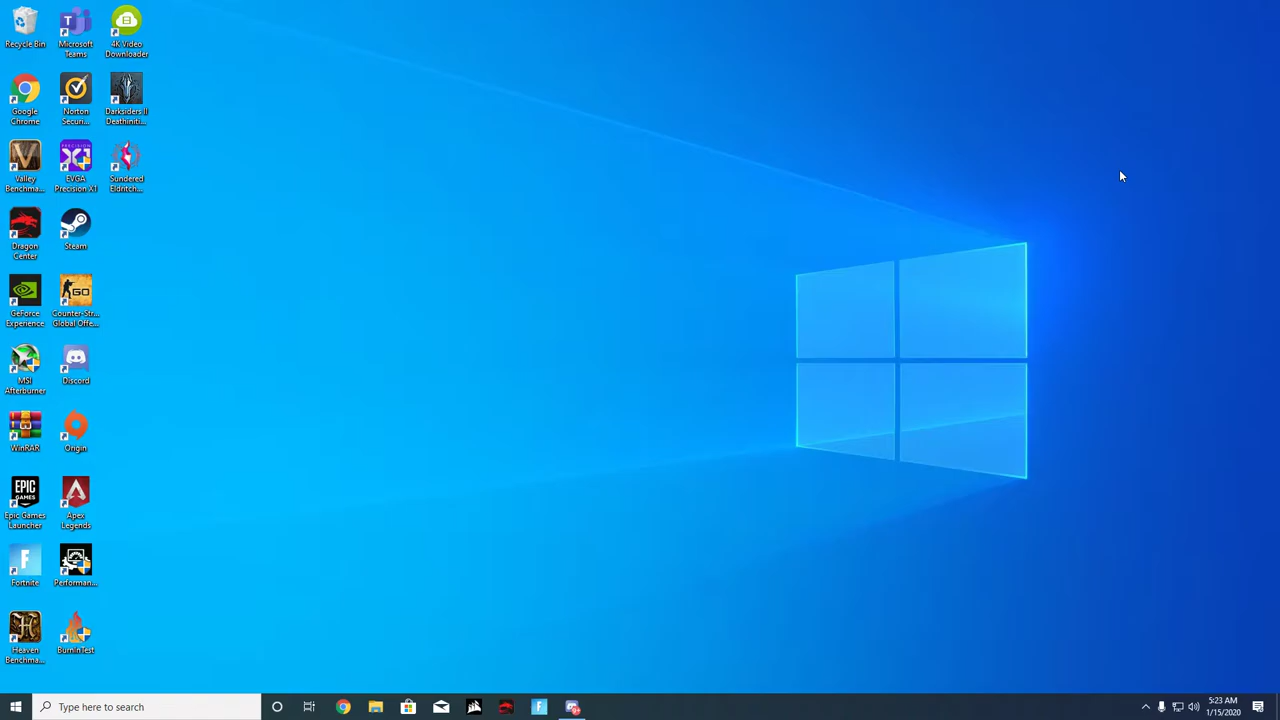 Recycle Bin
Microsoft
Teams
4K Video
Downloader
Google
Chrome
Norton
Securi...
Darksiders II
Deathiniti...
Valley
Benchma...
EVGA
Precision X1
Sundered
Eldritch...
Dragon
Center
Steam
GeForce
Experience
Counter-Str...
Global Offe...
MSI
Afterburner
Discord
WinRAR
Origin
Epic Games
Launcher
Apex
Legends
Fortnite
Performan...
Heaven
Benchma...
BurnInTest
Type here to search
5:23 AM
1/15/2020